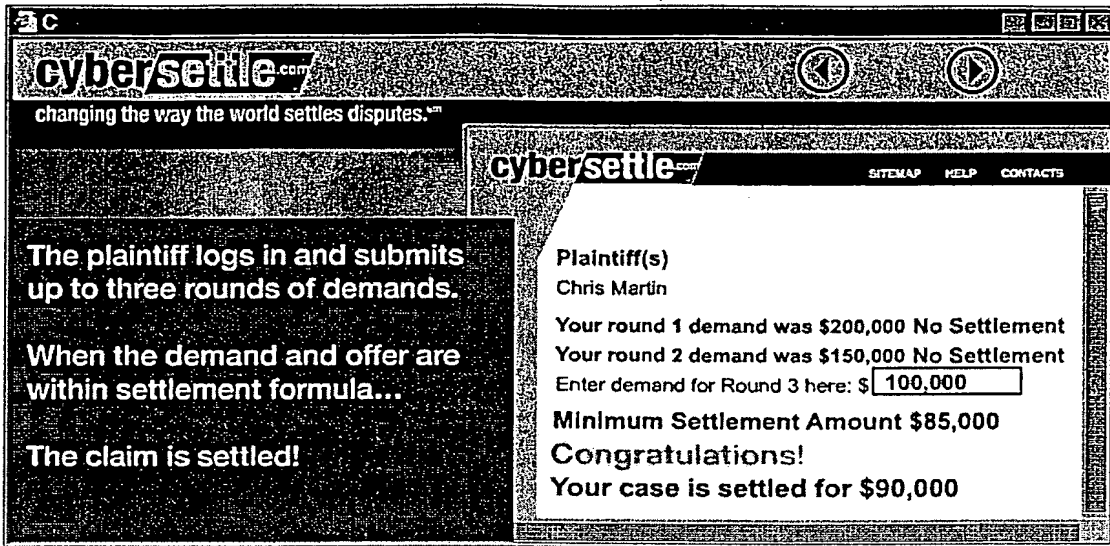 C
cybersettle.com
changing the way the world settles disputes.℠
cybersettle.com
SITEMAP HELP CONTACTS
The plaintiff logs in and submits
up to three rounds of demands.
When the demand and offer are
within settlement formula...
The claim is settled!
Plaintiff(s)
Chris Martin
Your round 1 demand was $200,000 No Settlement
Your round 2 demand was $150,000 No Settlement
Enter demand for Round 3 here: $ 100,000
Minimum Settlement Amount $85,000
Congratulations!
Your case is settled for $90,000